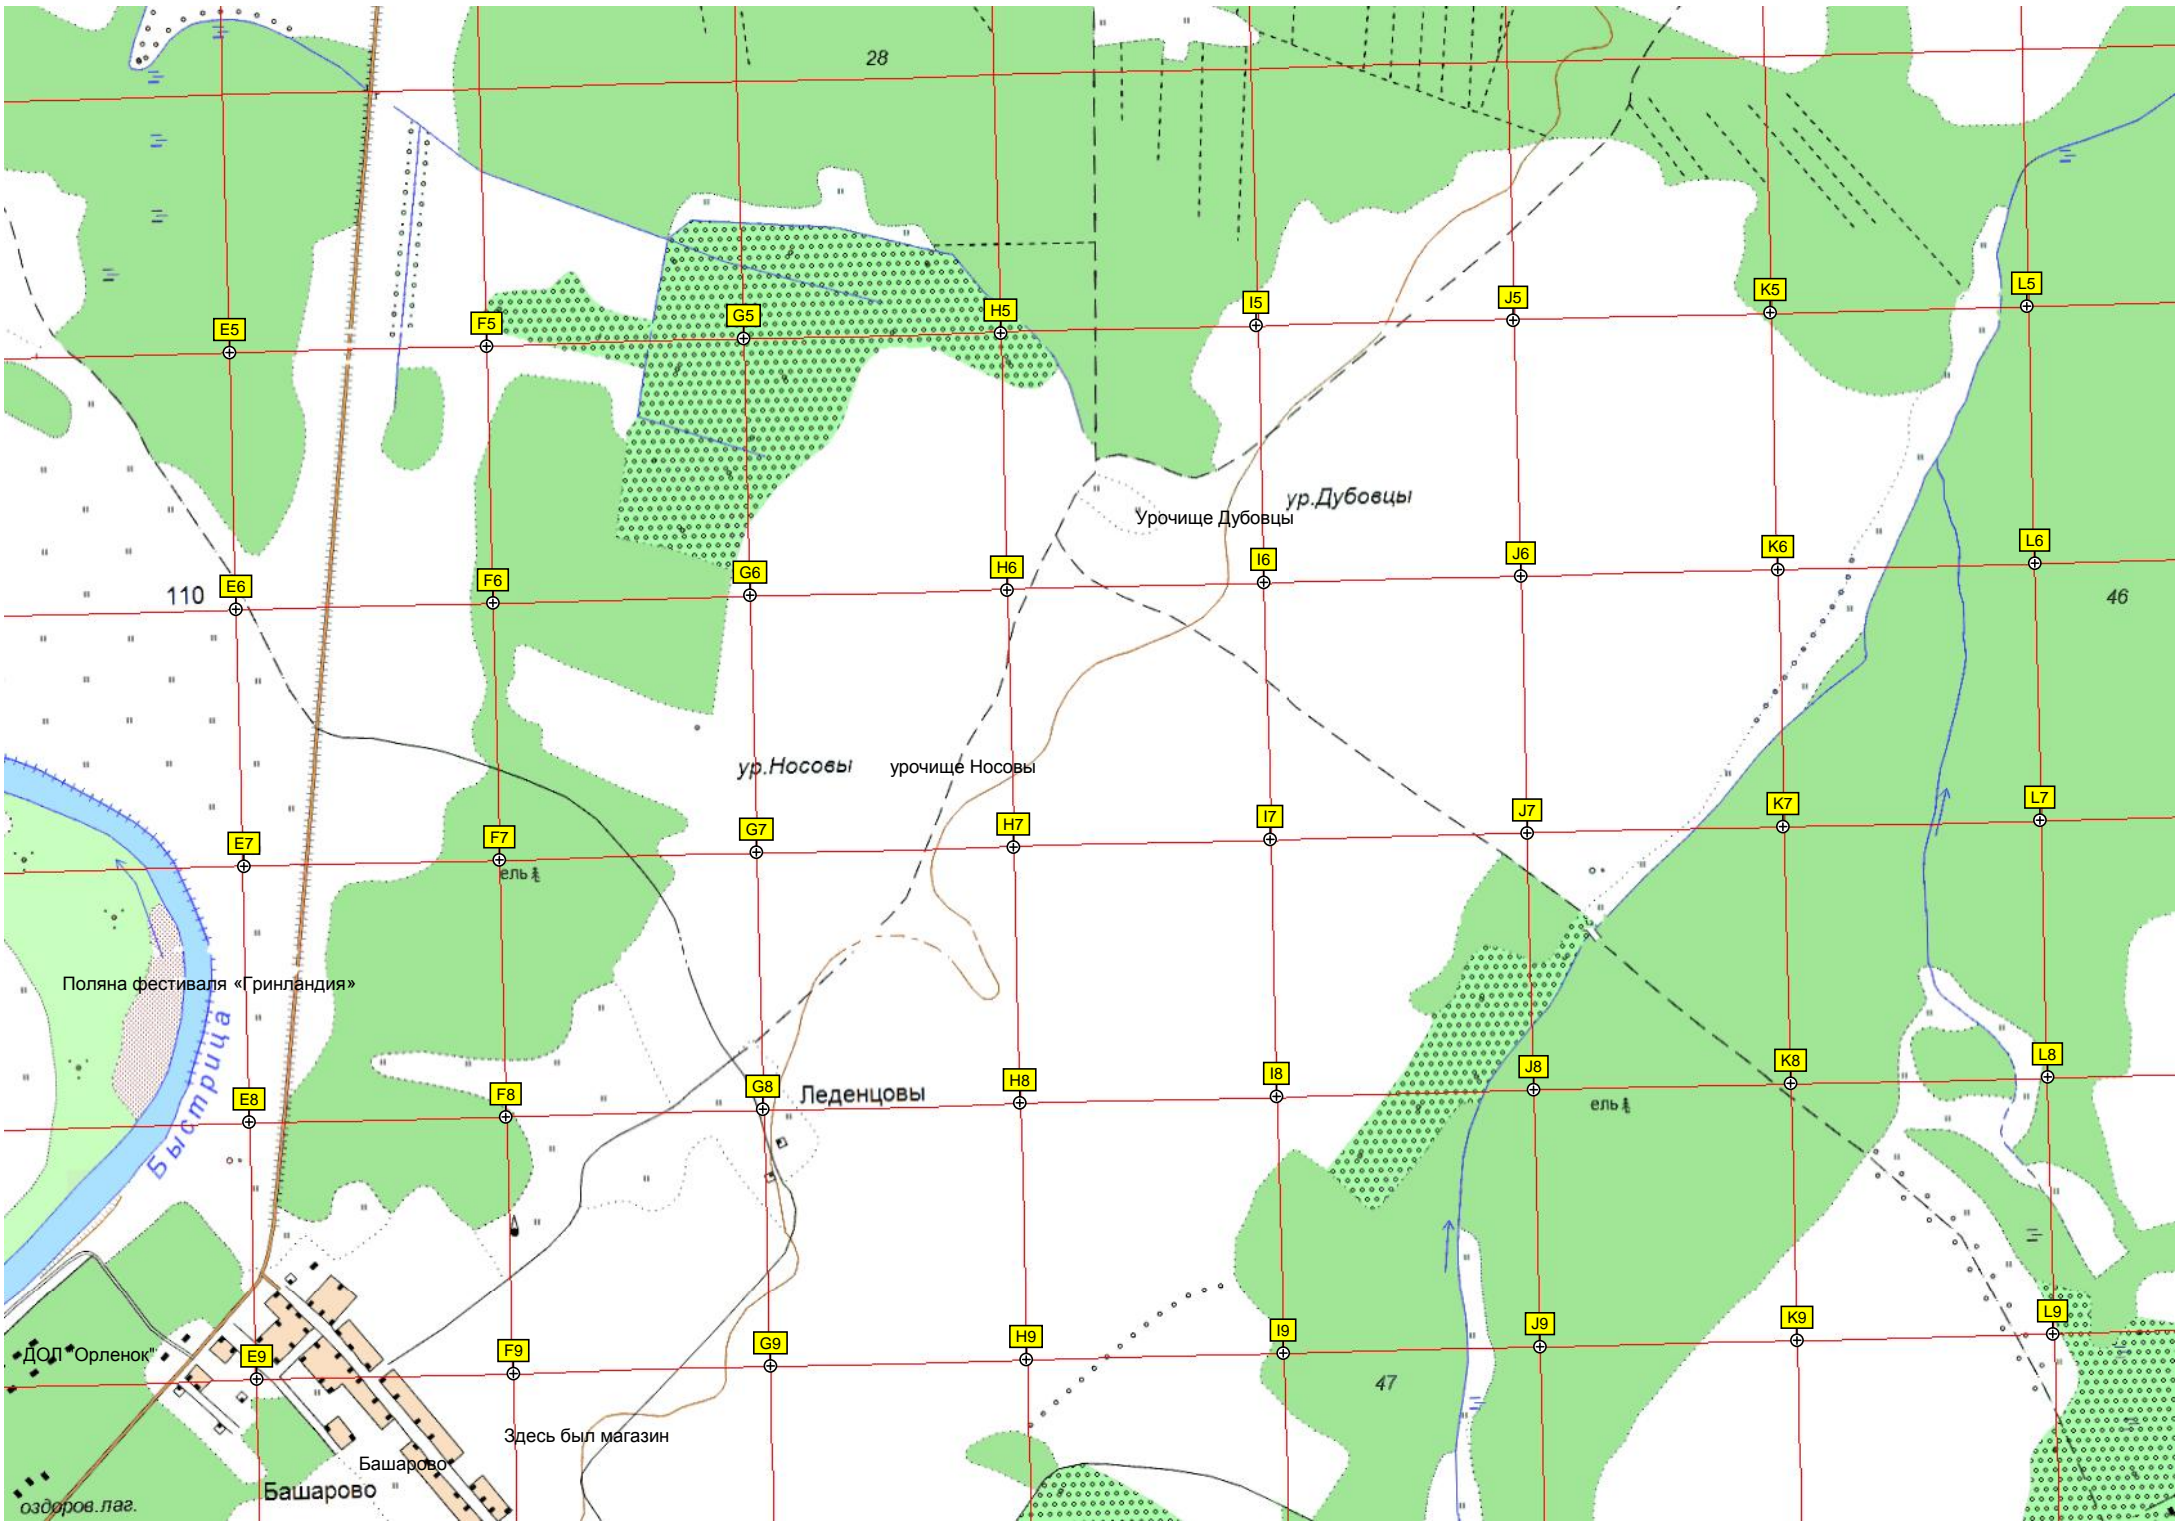 28
E5
F5
G5
H5
I5
J5
K5
L5
ур.Дубовцы
Урочище Дубовцы
110
E6
F6
G6
H6
I6
J6
K6
L6
46
ур.Носовы
урочище Носовы
E7
F7
G7
H7
I7
J7
K7
L7
ель
Поляна фестиваля «Гринландия»
Быстрица
E8
F8
G8
Леденцовы
H8
I8
J8
K8
L8
ель
E9
F9
G9
H9
I9
J9
K9
L9
ДОЛ "Орленок"
47
Здесь был магазин
Башарово
Башарово
оздоров.лаг.